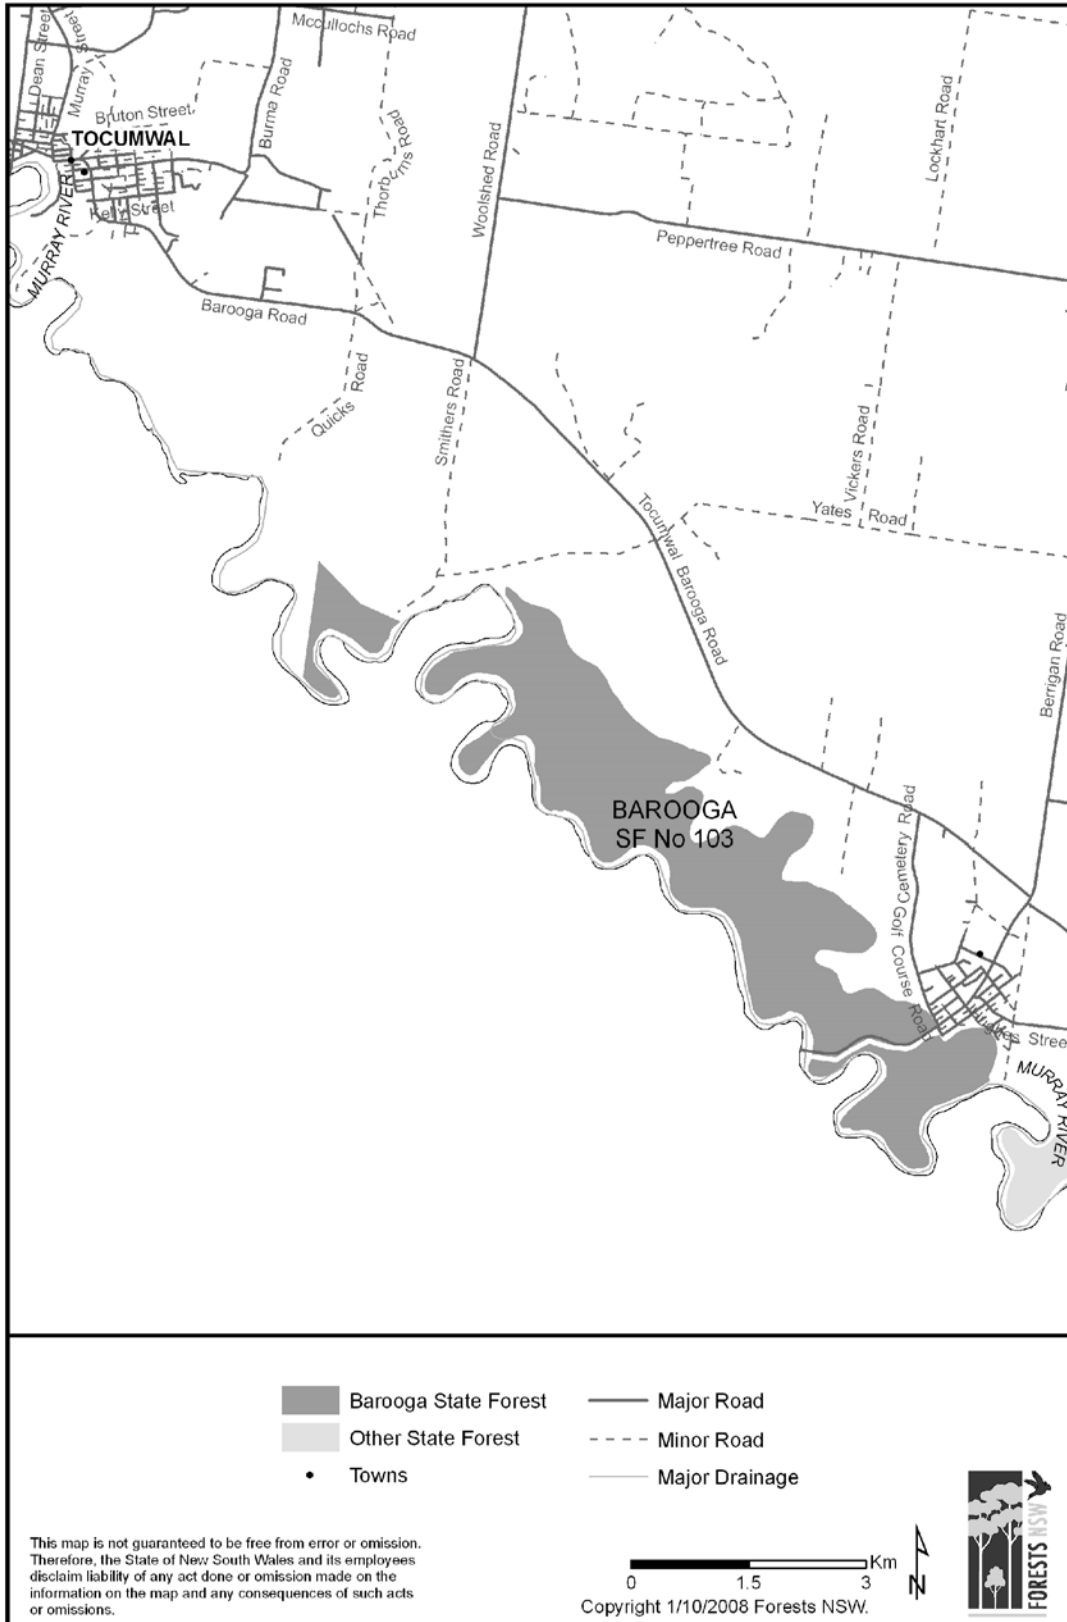 Mccullochs Road
Dean Street
Murray Street
Burma Road
Bruton Street
TOCUMWAL
Thorburns Road
Woolshed Road
Lockhart Road
Kelly Street
MURRAY RIVER
Peppertree Road
Barooga Road
Quicks Road
Smithers Road
Vickers Road
Yates Road
Tocumwal Barooga Road
Berrigan Road
BAROOGA
SF No 103
Cemetery Road
Golf Course Road
Hughes Stree
MURRAY RIVER
Barooga State Forest
Major Road
Other State Forest
Minor Road
Towns
Major Drainage
This map is not guaranteed to be free from error or omission.
Therefore, the State of New South Wales and its employees
disclaim liability of any act done or omission made on the
information on the map and any consequences of such acts
or omissions.
Km
0 1.5 3
Copyright 1/10/2008 Forests NSW.
N
FORESTS NSW